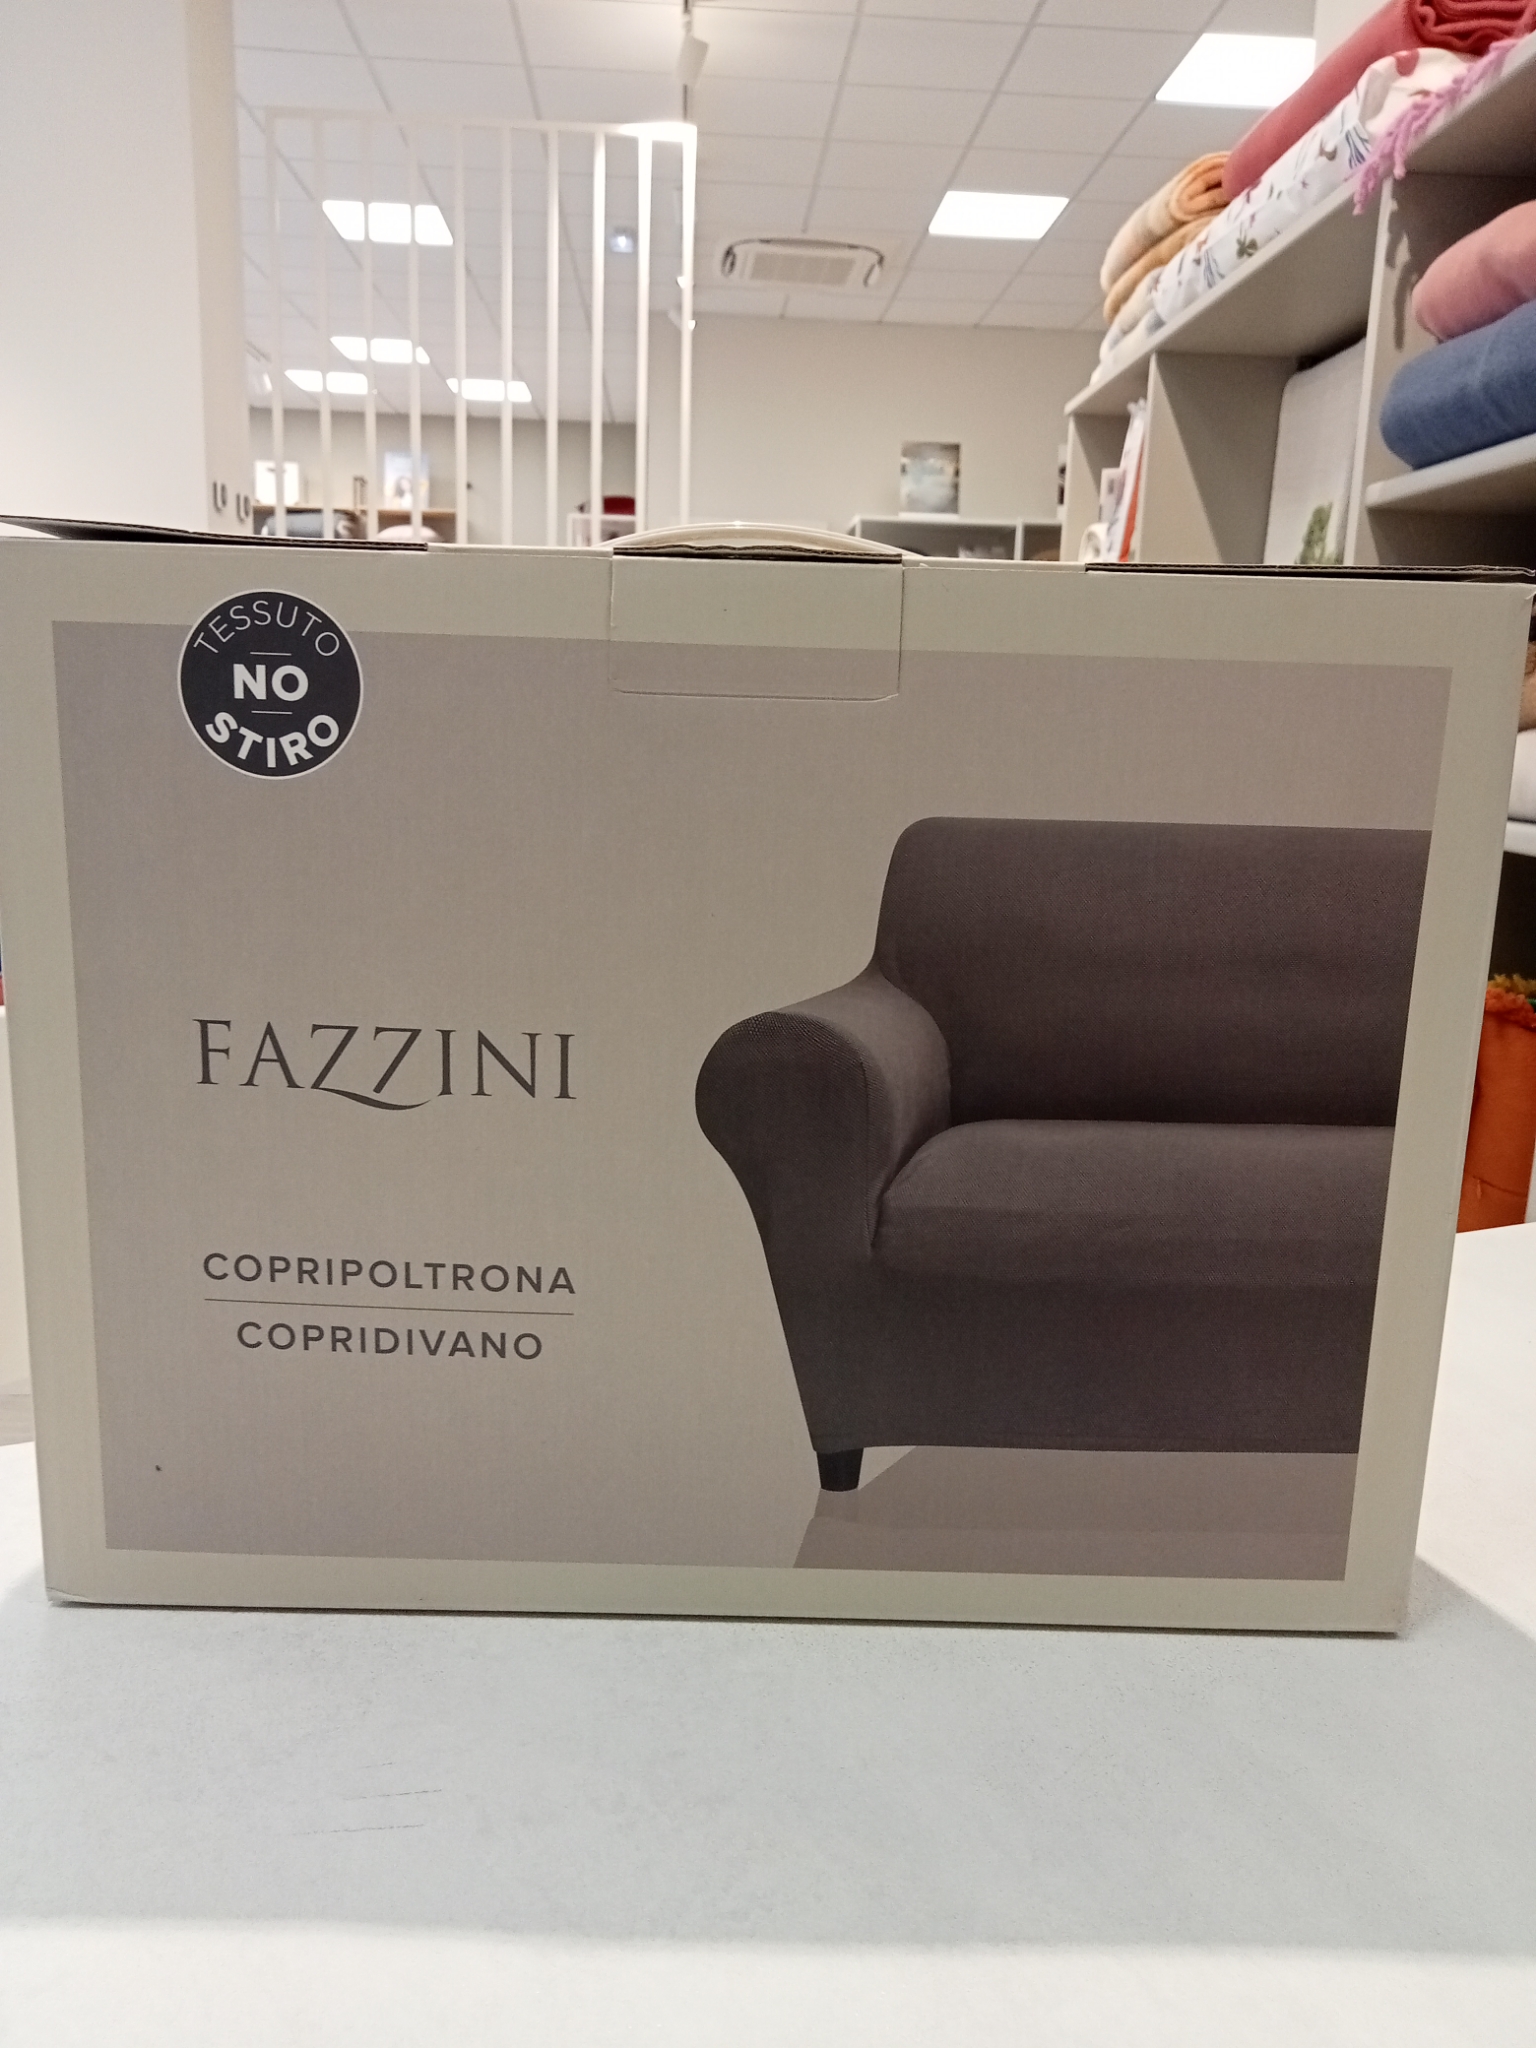 TESSUTO
NO
STIRO
FAZZINI
COPRIPOLTRONA
COPRIDIVANO